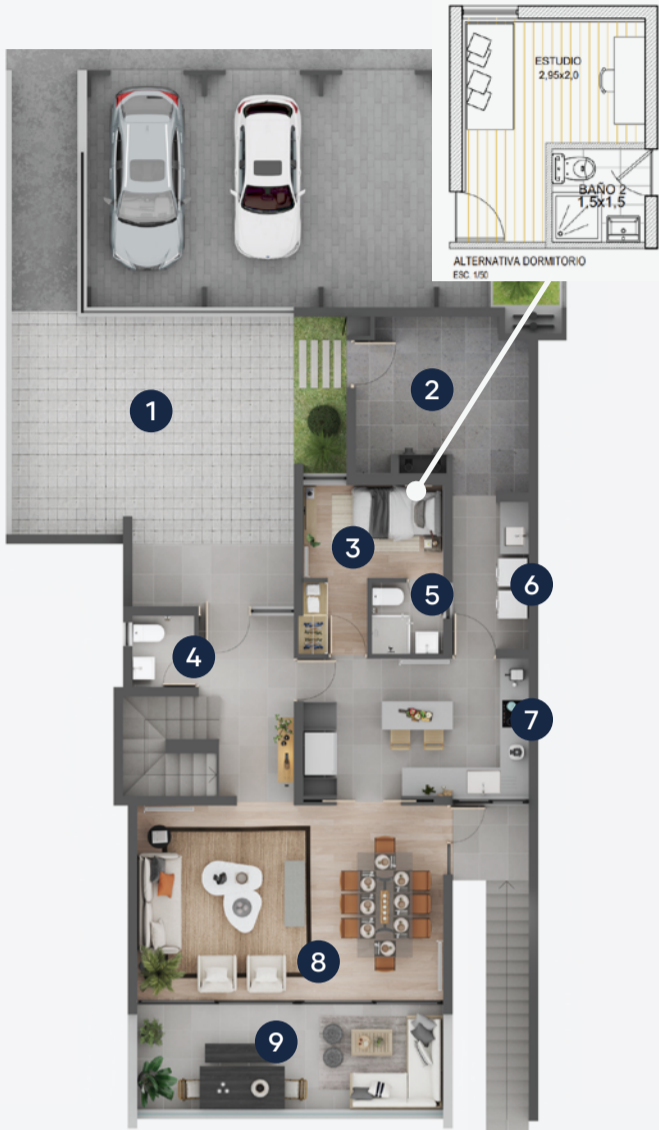 ESTUDIO
2,95x2,0
BAÑO 2
1,5x1,5
ALTERNATIVA DORMITORIO
ESC. 1/50
1
2
3
5
6
4
7
8
9